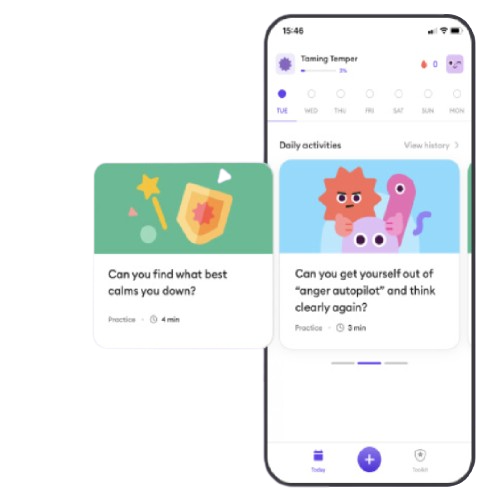 15:46
Taming Temper
5%
0
TUE WED THU FRI SAT SUN MON
Daily activities View history
Can you find what best
calms you down?
Practice 4 min
Can you get yourself out of
“anger autopilot” and think
clearly again?
Practice 3 min
Today
Toolkit